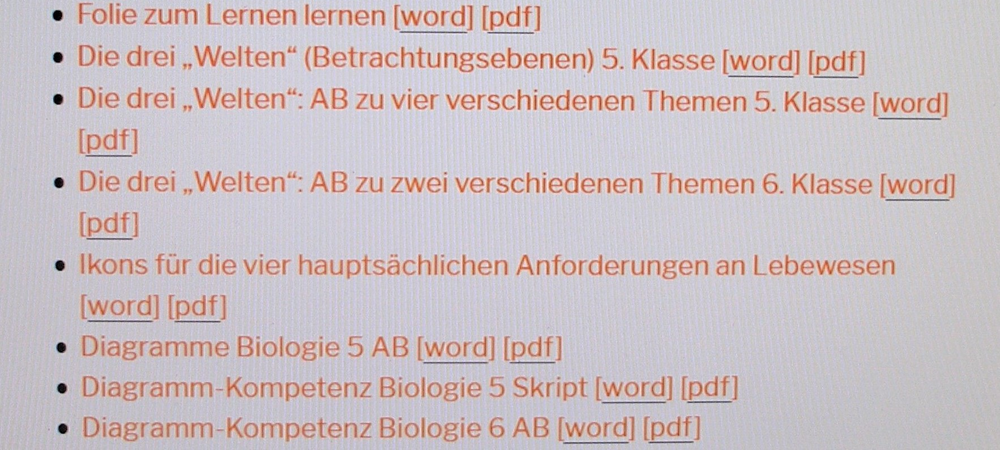 • Folie zum Lernen lernen [word] [pdf]
• Die drei „Welten“ (Betrachtungsebenen) 5. Klasse [word] [pdf]
• Die drei „Welten“: AB zu vier verschiedenen Themen 5. Klasse [word]
[pdf]
• Die drei „Welten“: AB zu zwei verschiedenen Themen 6. Klasse [word]
[pdf]
• Ikons für die vier hauptsächlichen Anforderungen an Lebewesen
[word] [pdf]
• Diagramme Biologie 5 AB [word] [pdf]
• Diagramm-Kompetenz Biologie 5 Skript [word] [pdf]
• Diagramm-Kompetenz Biologie 6 AB [word] [pdf]